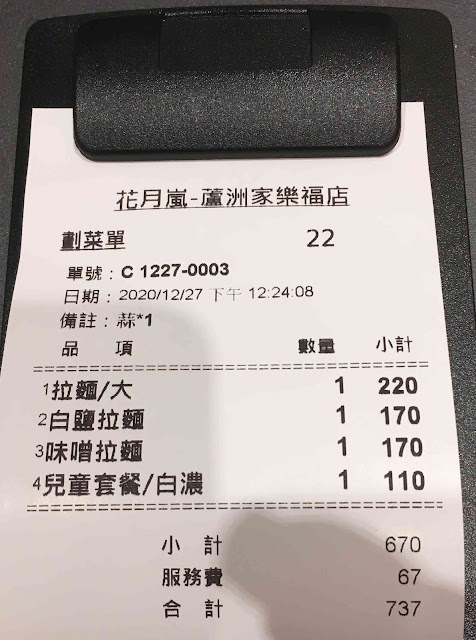 花月嵐-蘆洲家樂福店
劃菜單 22
單號：C 1227-0003
日期：2020/12/27 下午 12:24:08
備註：蒜*1
品 項 數量 小計
1拉麵/大 1 220
2白鹽拉麵 1 170
3味噌拉麵 1 170
4兒童套餐/白濃 1 110
小 計 670
服務費 67
合 計 737